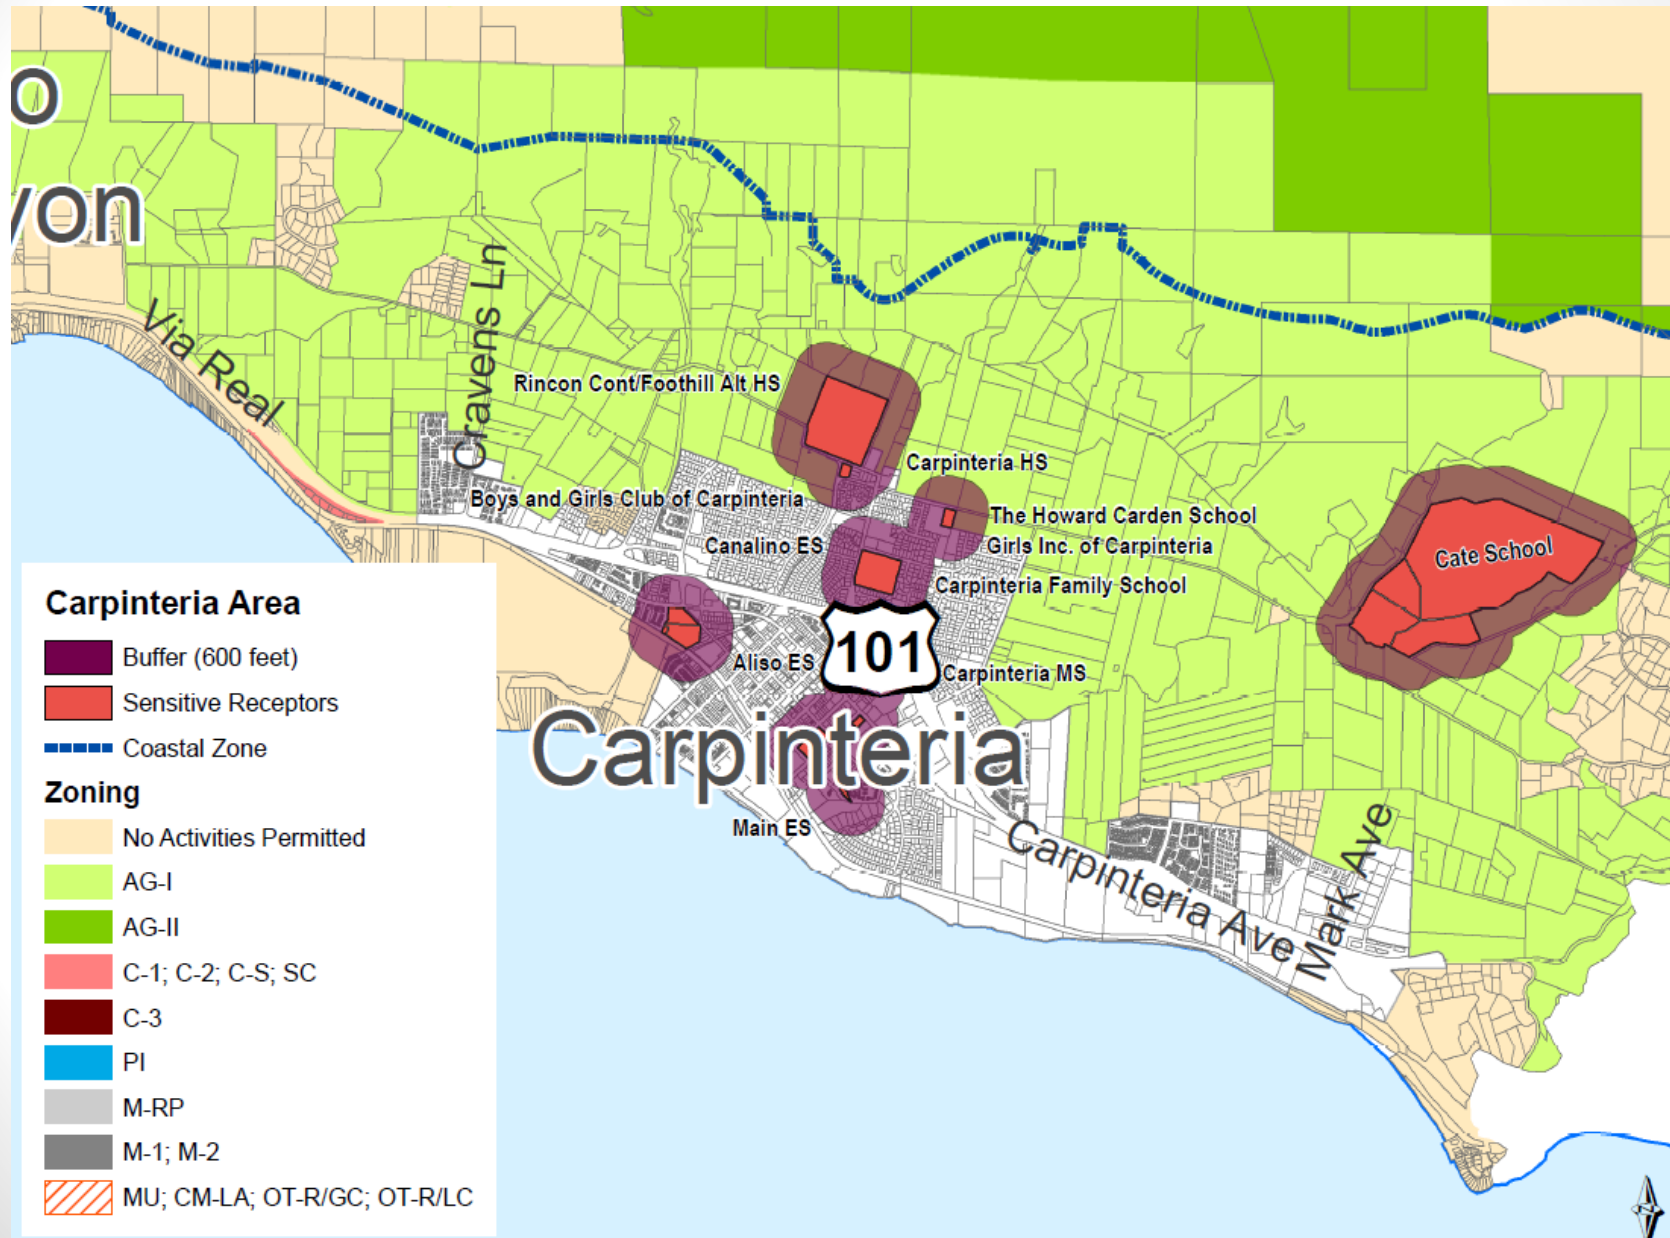 o
yon
Via Real
Cravens Ln
Rincon Cont/Foothill Alt HS
Carpinteria HS
Boys and Girls Club of Carpinteria
The Howard Carden School
Canalino ES
Girls Inc. of Carpinteria
Cate School
Carpinteria Family School
101
Aliso ES
Carpinteria MS
Carpinteria
Main ES
Carpinteria Ave
Mark Ave
Carpinteria Area
Buffer (600 feet)
Sensitive Receptors
Coastal Zone
Zoning
No Activities Permitted
AG-I
AG-II
C-1; C-2; C-S; SC
C-3
PI
M-RP
M-1; M-2
MU; CM-LA; OT-R/GC; OT-R/LC